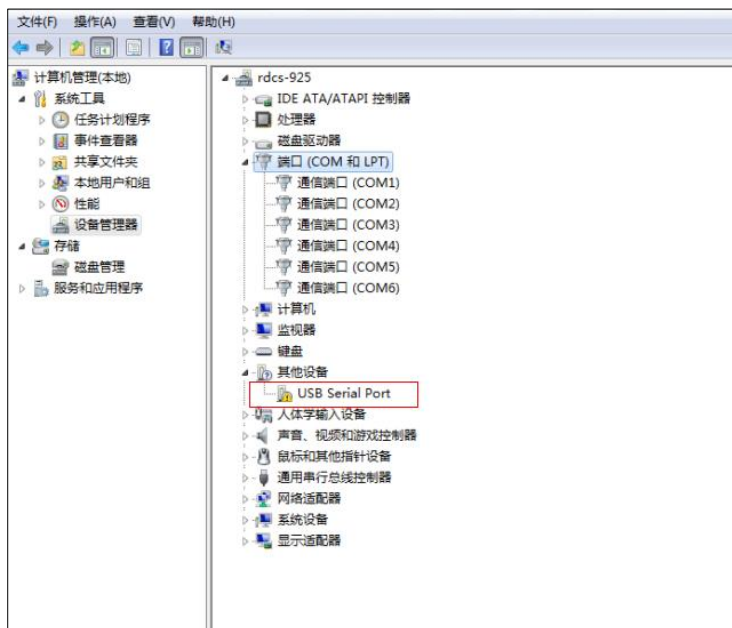 文件(F) 操作(A) 查看(V) 帮助(H)
计算机管理(本地)
系统工具
任务计划程序
事件查看器
共享文件夹
本地用户和组
性能
设备管理器
存储
磁盘管理
服务和应用程序
rdcs-925
IDE ATA/ATAPI 控制器
处理器
磁盘驱动器
端口 (COM 和 LPT)
通信端口 (COM1)
通信端口 (COM2)
通信端口 (COM3)
通信端口 (COM4)
通信端口 (COM5)
通信端口 (COM6)
计算机
监视器
键盘
其他设备
USB Serial Port
人体学输入设备
声音、视频和游戏控制器
鼠标和其他指针设备
通用串行总线控制器
网络适配器
系统设备
显示适配器